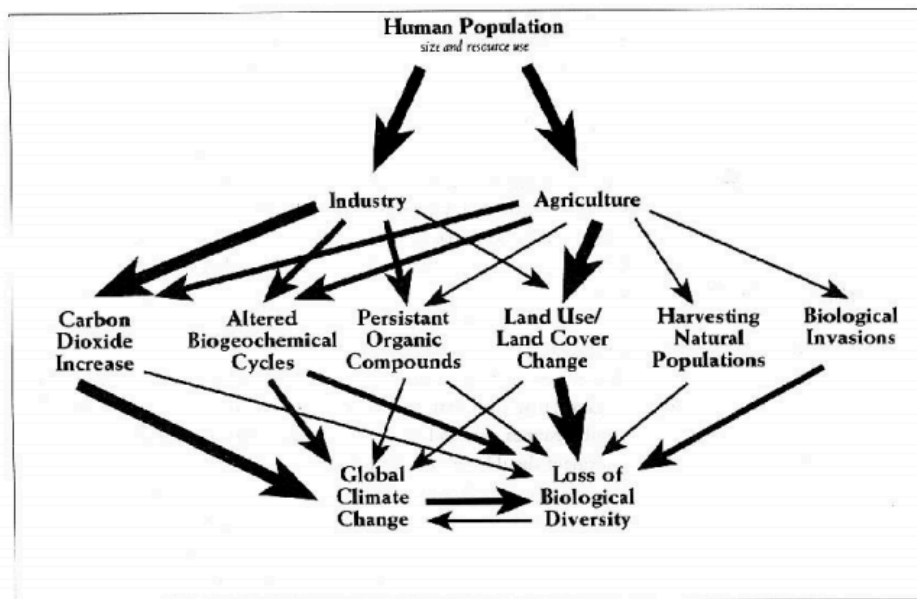 Human Population
size and resource use
Industry
Agriculture
Carbon
Dioxide
Increase
Altered
Biogeochemical
Cycles
Persistant
Organic
Compounds
Land Use/
Land Cover
Change
Harvesting
Natural
Populations
Biological
Invasions
Global
Climate
Change
Loss of
Biological
Diversity